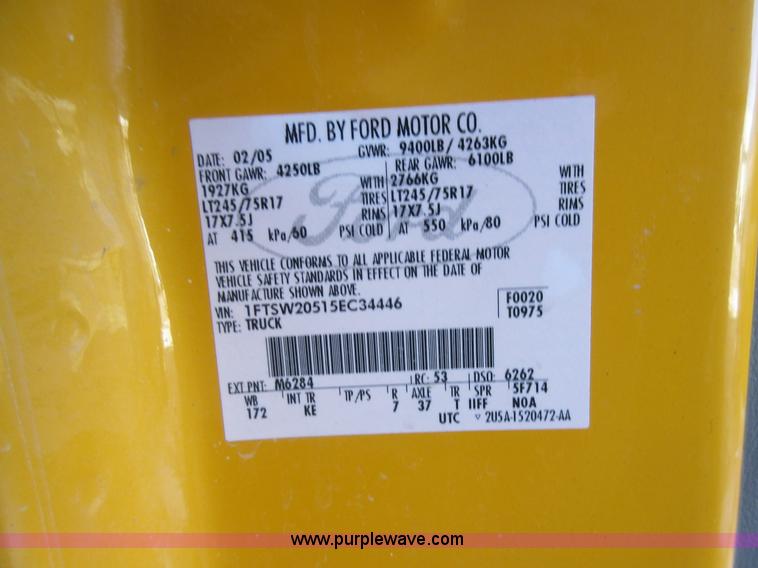 MFD. BY FORD MOTOR CO.
DATE: 02/05 GVWR: 9400LB / 4263KG
FRONT GAWR: 4250LB REAR GAWR: 6100LB
1927KG WITH 2766KG WITH
LT245/75R17 TIRES LT245/75R17 TIRES
17X7.5J RIMS 17X7.5J RIMS
AT 415 kPa/60 PSI COLD AT 550 kPa/80 PSI COLD
Ford
THIS VEHICLE CONFORMS TO ALL APPLICABLE FEDERAL MOTOR
VEHICLE SAFETY STANDARDS IN EFFECT ON THE DATE OF
MANUFACTURE SHOWN ABOVE.
VIN: 1FTSW20515EC34446 F0020
TYPE: TRUCK T0975
EXT PNT: M6284 RC: 53 DSO: 6262
WB INT TR TP/PS R AXLE TR SPR 5F714
172 KE 7 37 T IIFF N0A
UTC 2U5A-1520472-AA
www.purplewave.com